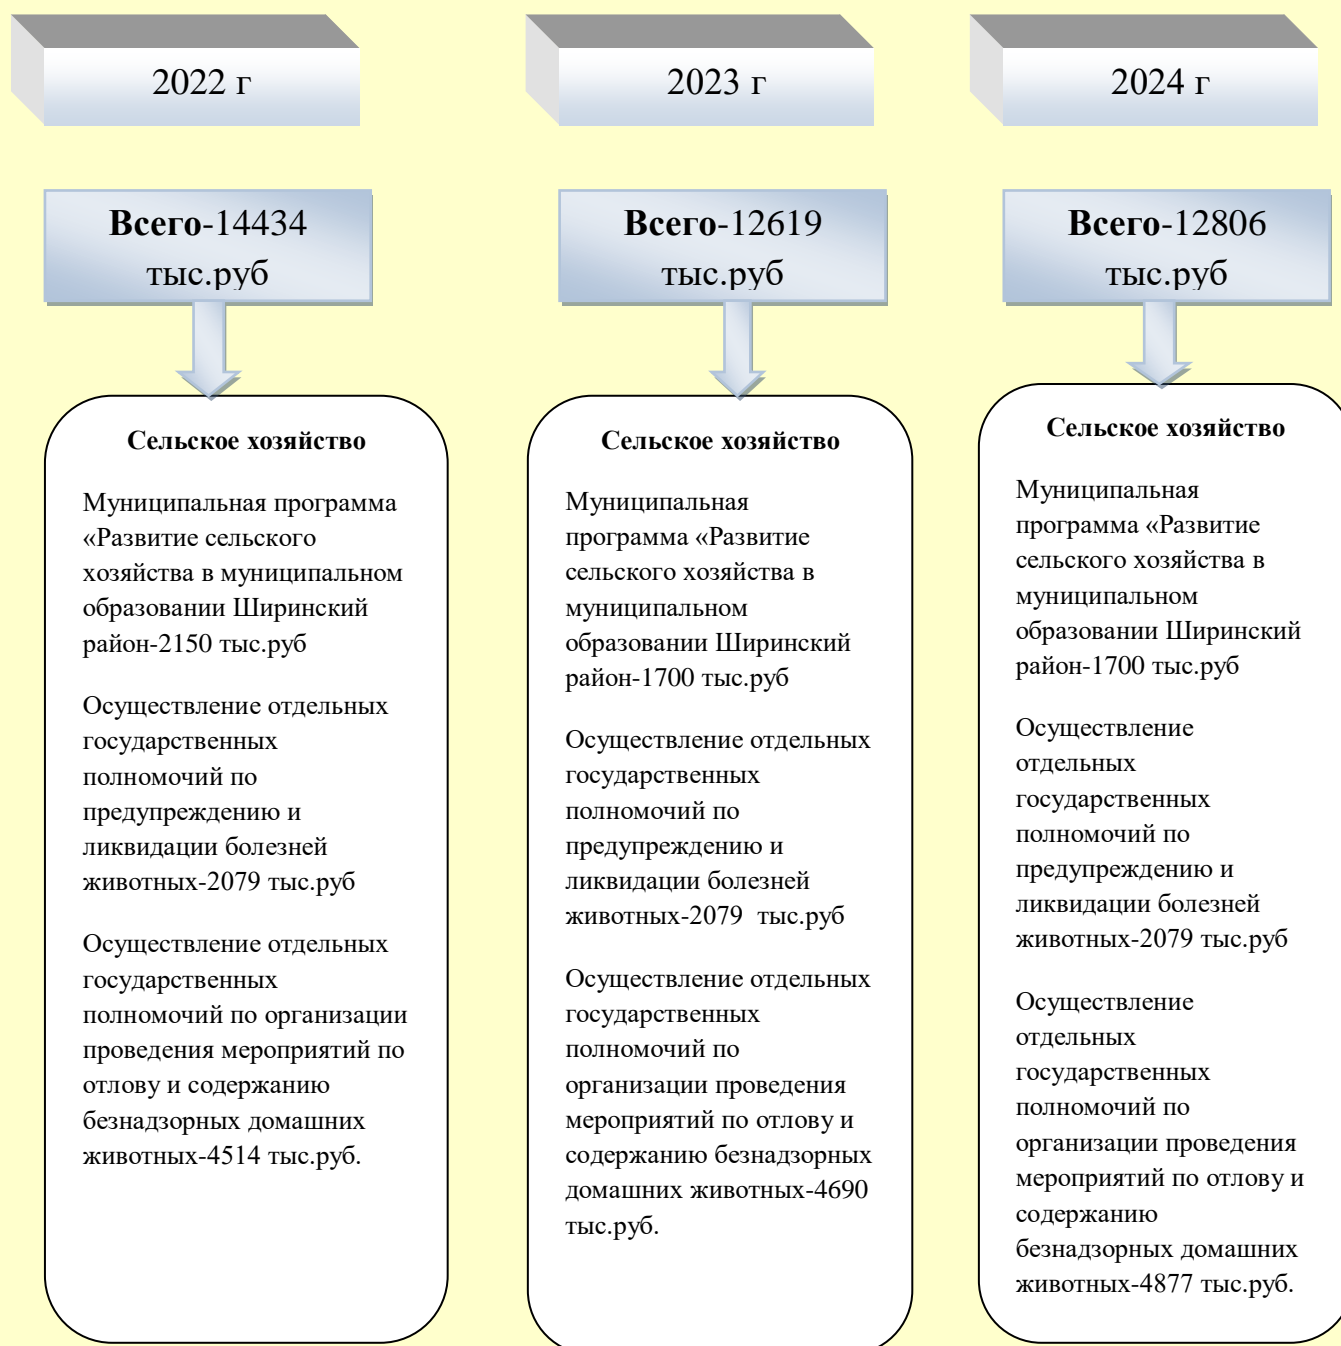 2022 г
2023 г
2024 г
Всего-14434
тыс.руб
Всего-12619
тыс.руб
Всего-12806
тыс.руб
Сельское хозяйство
Муниципальная программа
«Развитие сельского
хозяйства в муниципальном
образовании Ширинский
район-2150 тыс.руб
Осуществление отдельных
государственных
полномочий по
предупреждению и
ликвидации болезней
животных-2079 тыс.руб
Осуществление отдельных
государственных
полномочий по организации
проведения мероприятий по
отлову и содержанию
безнадзорных домашних
животных-4514 тыс.руб.
Сельское хозяйство
Муниципальная
программа «Развитие
сельского хозяйства в
муниципальном
образовании Ширинский
район-1700 тыс.руб
Осуществление отдельных
государственных
полномочий по
предупреждению и
ликвидации болезней
животных-2079  тыс.руб
Осуществление отдельных
государственных
полномочий по
организации проведения
мероприятий по отлову и
содержанию безнадзорных
домашних животных-4690
тыс.руб.
Сельское хозяйство
Муниципальная
программа «Развитие
сельского хозяйства в
муниципальном
образовании Ширинский
район-1700 тыс.руб
Осуществление
отдельных
государственных
полномочий по
предупреждению и
ликвидации болезней
животных-2079 тыс.руб
Осуществление
отдельных
государственных
полномочий по
организации проведения
мероприятий по отлову и
содержанию
безнадзорных домашних
животных-4877 тыс.руб.